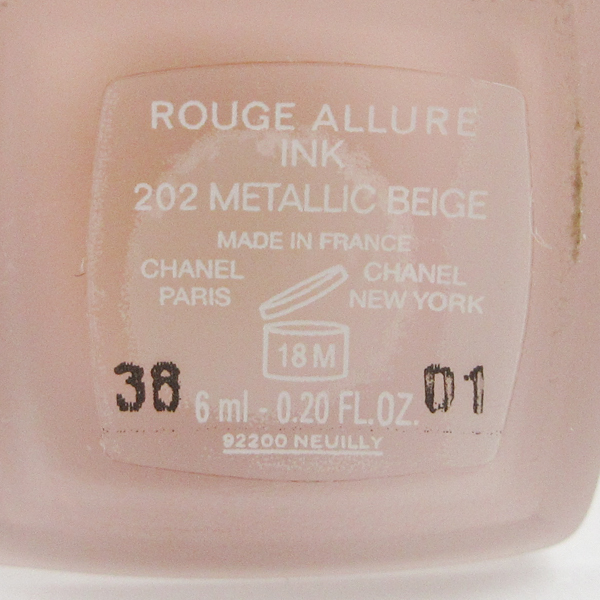 ROUGE ALLURE
INK
202 METALLIC BEIGE
MADE IN FRANCE
CHANEL CHANEL
PARIS NEW YORK
18 M
38 6 ml - 0.20 FL.OZ. 01
92200 NEUILLY